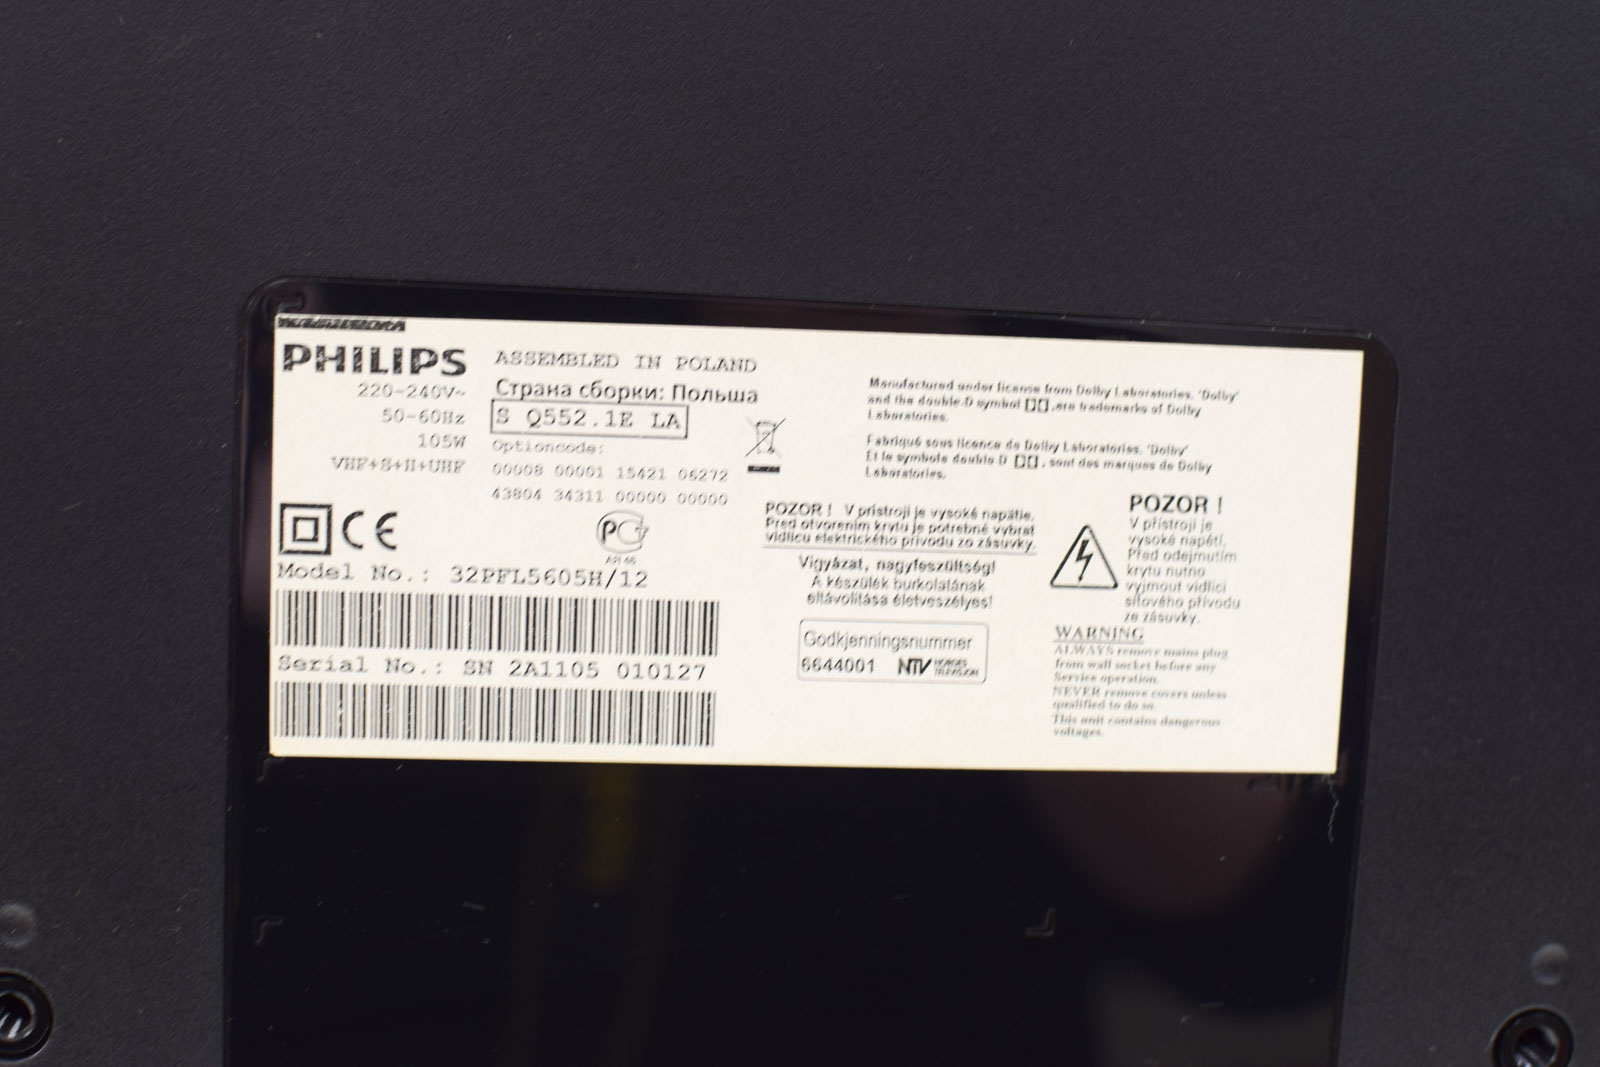 PHILIPS
220-240V~
50-60Hz
105W
VHF+S+H+UHF
ASSEMBLED IN POLAND
Страна сборки: Польша
S Q552.1E LA
Optioncode:
00008 00001 15421 06272
43804 34311 00000 00000
CE
Model No.: 32PFL5605H/12
Serial No.: SN 2A1105 010127
Manufactured under license from Dolby Laboratories. 'Dolby'
and the double-D symbol ,are trademarks of Dolby
Laboratories.
Fabriqué sous licence de Dolby Laboratories. 'Dolby'
Et le symbole double-D , sont des marques de Dolby
Laboratories.
POZOR ! V prístroji je vysoké napätie.
Pred otvorením krytu je potrebné vybrat
vidlicu elektrického prívodu zo zásuvky.
Vigyázat, nagyfeszültség!
A készülék burkolatának
eltávolítása életveszélyes!
Godkjenningsnummer
6644001 NTV NORGES
TELEVISJON
POZOR !
V přístroji je
vysoké napětí.
Před odejmutím
krytu nutno
vyjmout vidlici
síťového přívodu
ze zásuvky.
WARNING
ALWAYS remove mains plug
from wall socket before any
Service operation.
NEVER remove covers unless
qualified to do so.
This unit contains dangerous
voltages.